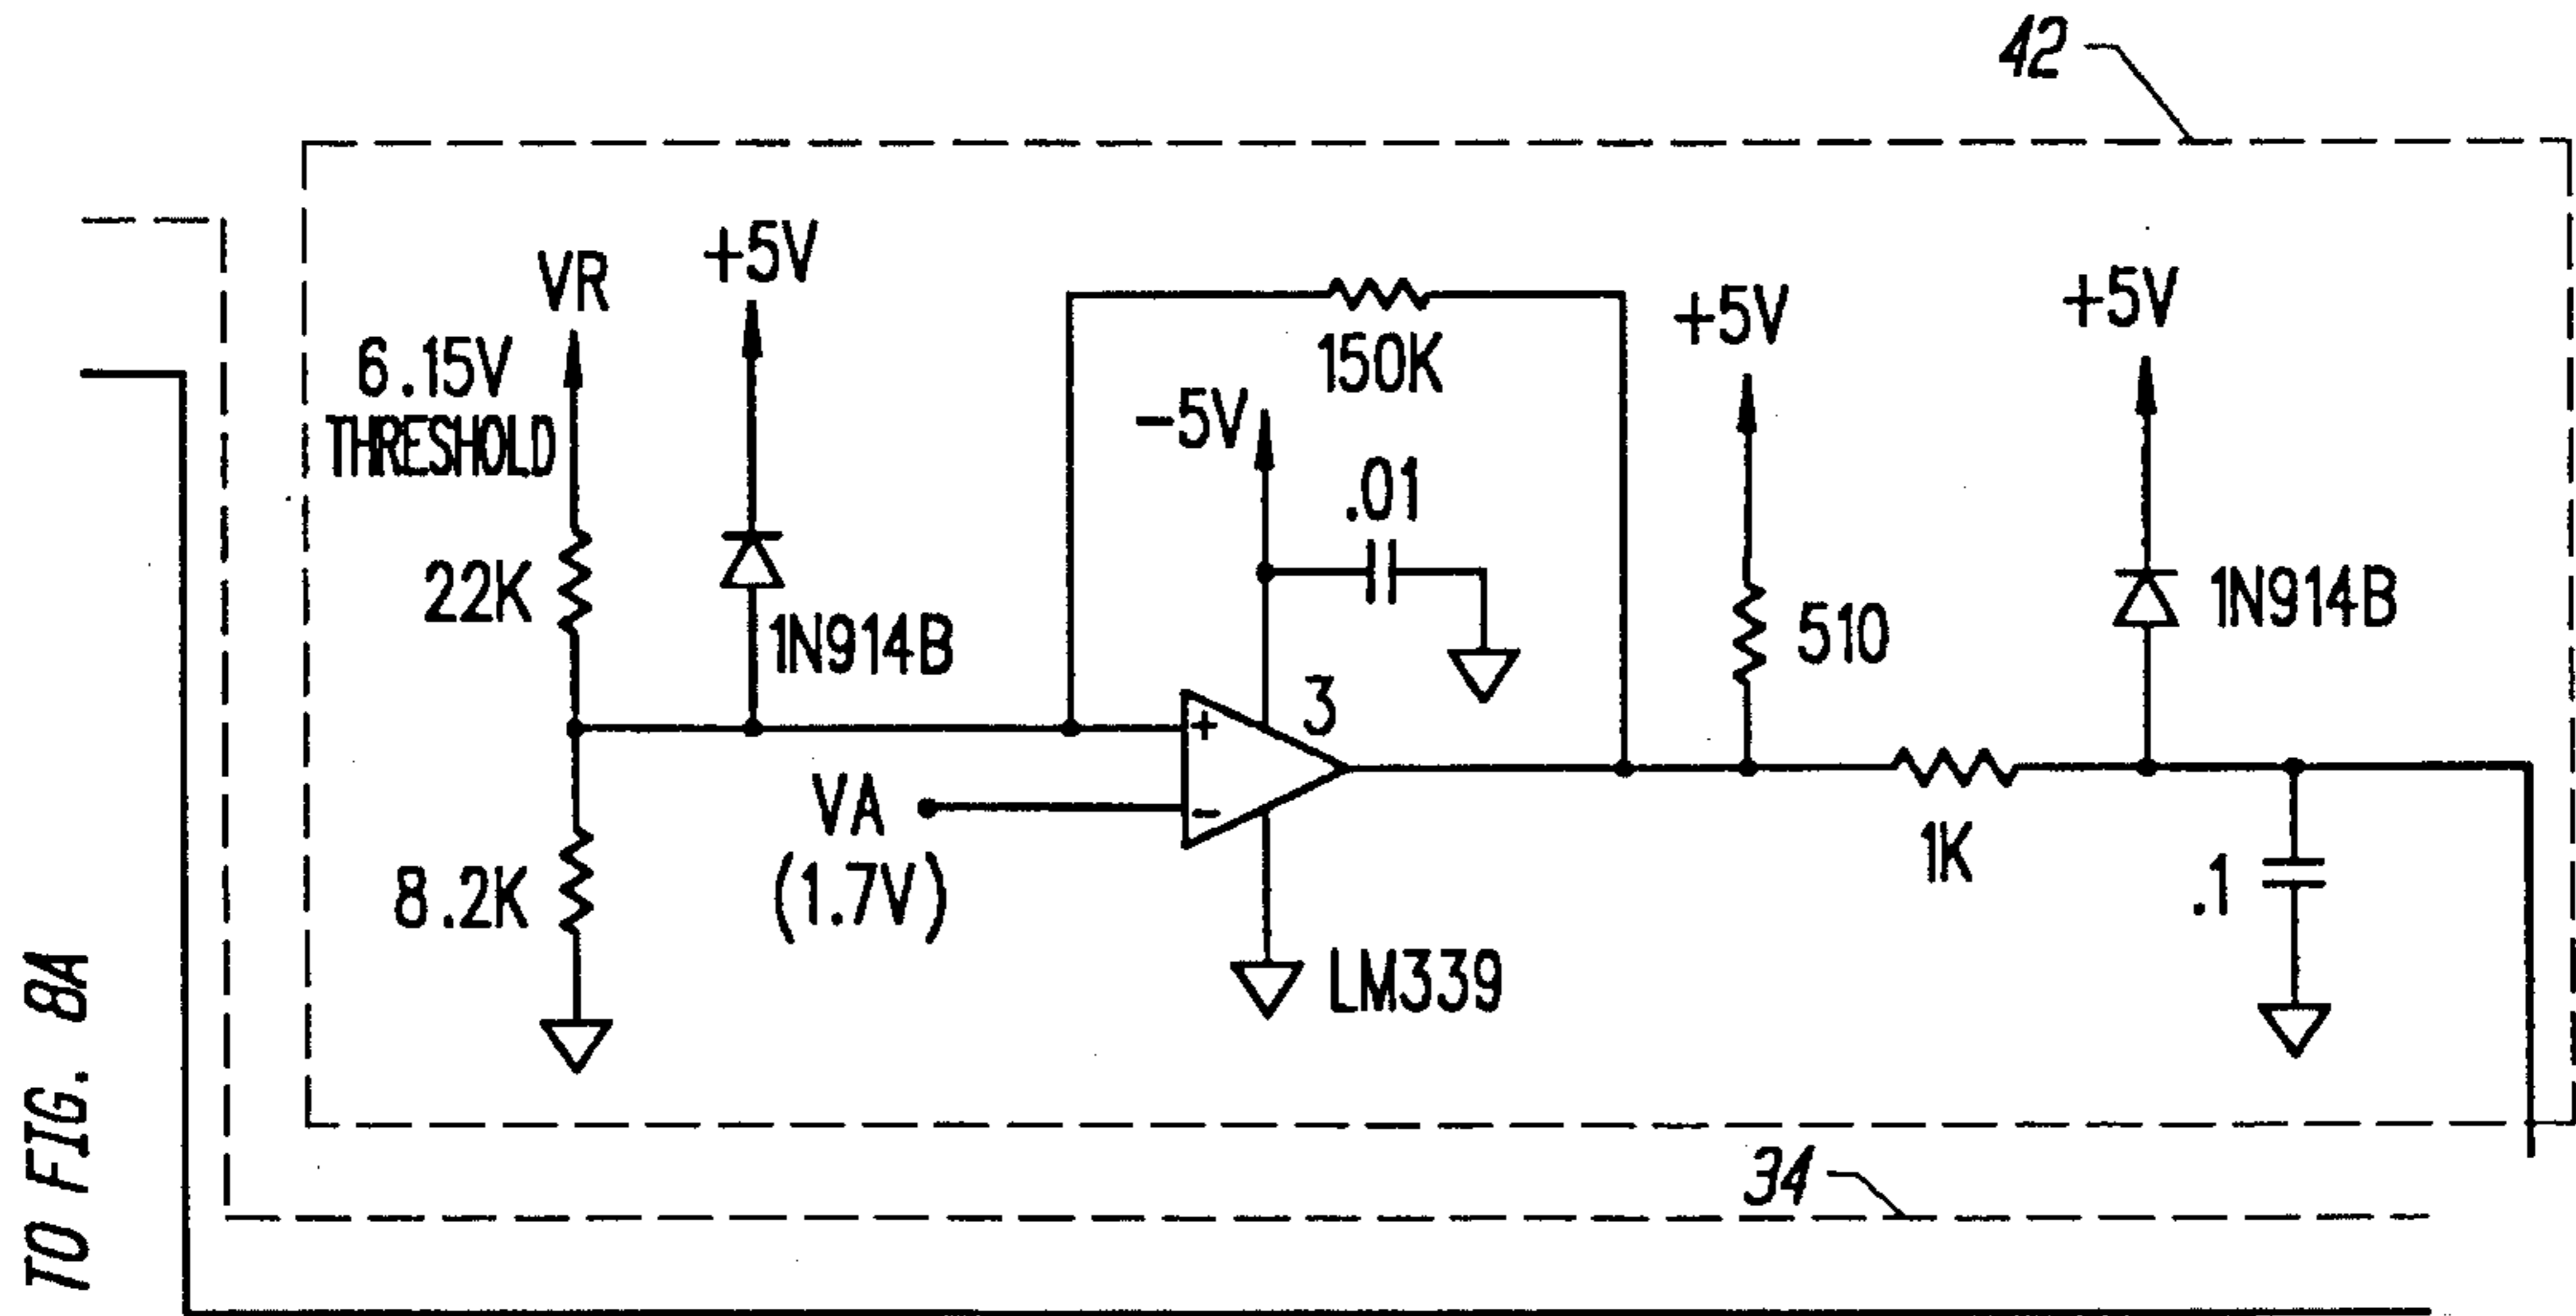 42
VR
+5V
6.15V
THRESHOLD
+5V
+5V
150K
-5V
.01
22K
1N914B
510
1N914B
3
+
-
VA
(1.7V)
1K
8.2K
.1
LM339
34
TO FIG. 8A